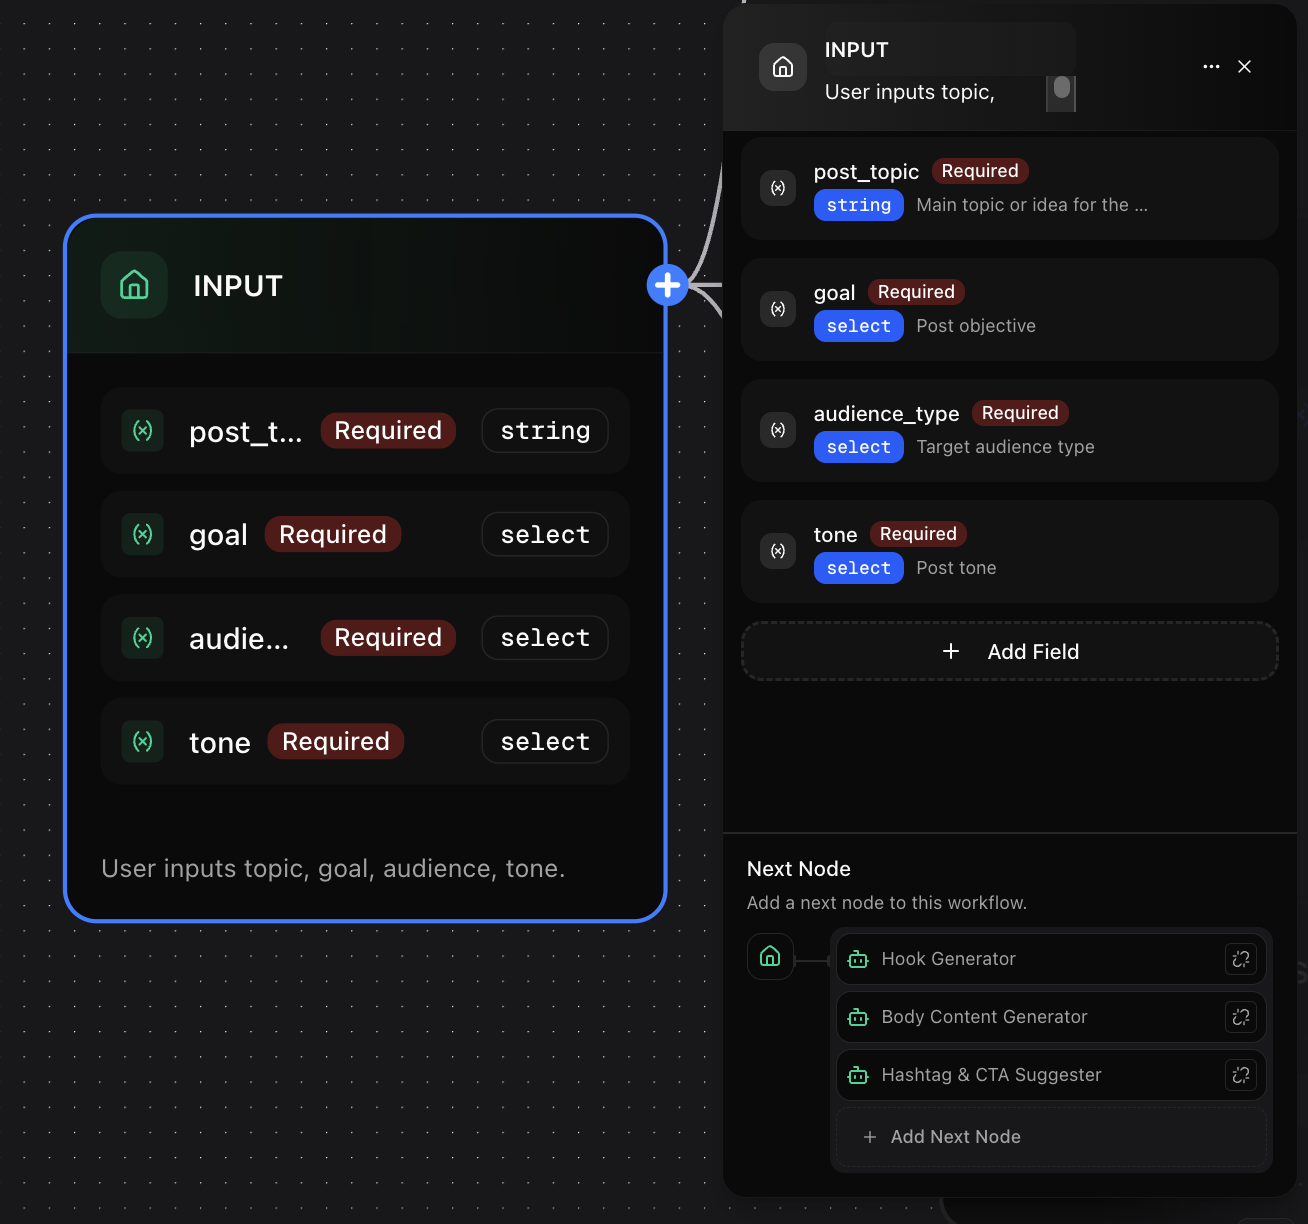 INPUT
post_t... Required string
goal Required select
audie... Required select
tone Required select
User inputs topic, goal, audience, tone.
INPUT
User inputs topic,
post_topic Required
string Main topic or idea for the ...
goal Required
select Post objective
audience_type Required
select Target audience type
tone Required
select Post tone
Add Field
Next Node
Add a next node to this workflow.
Hook Generator
Body Content Generator
Hashtag & CTA Suggester
Add Next Node